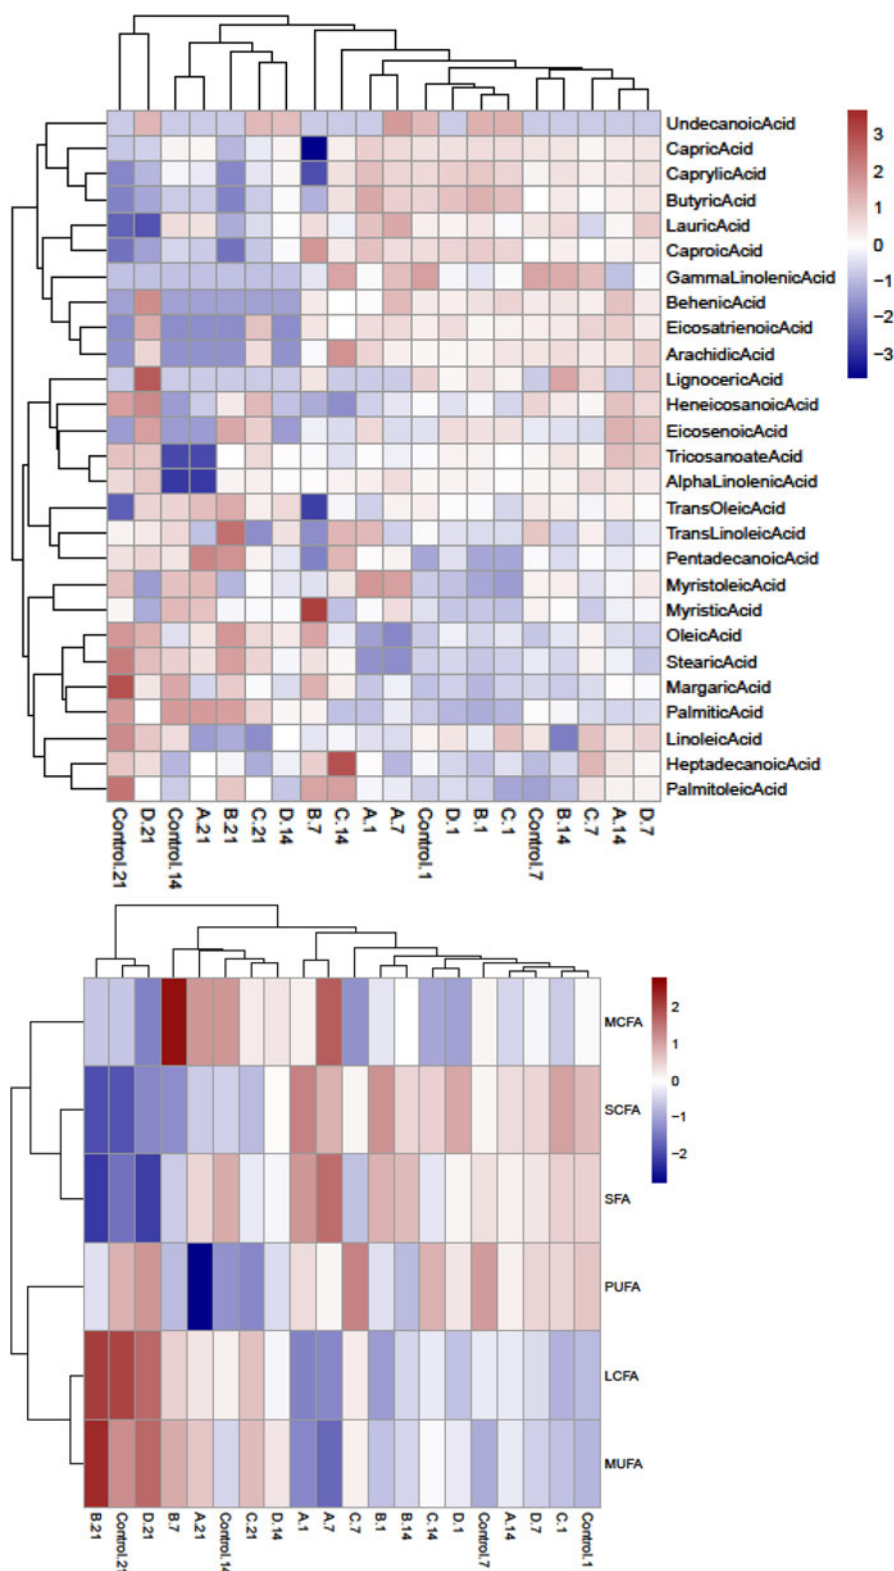 UndecanoicAcid
CapricAcid
CaprylicAcid
ButyricAcid
LauricAcid
CaproicAcid
GammaLinolenicAcid
BehenicAcid
EicosatrienoicAcid
ArachidicAcid
LignocericAcid
HeneicosanoicAcid
EicosenoicAcid
TricosanoateAcid
AlphaLinolenicAcid
TransOleicAcid
TransLinoleicAcid
PentadecanoicAcid
MyristoleicAcid
MyristicAcid
OleicAcid
StearicAcid
MargaricAcid
PalmiticAcid
LinoleicAcid
HeptadecanoicAcid
PalmitoleicAcid
3
2
1
0
−1
−2
−3
Control.21
D.21
Control.14
A.21
B.21
C.21
D.14
B.7
C.14
A.1
A.7
Control.1
D.1
B.1
C.1
Control.7
B.14
C.7
A.14
D.7
MCFA
SCFA
SFA
PUFA
LCFA
MUFA
2
1
0
−1
−2
B.21
Control.21
D.21
B.7
A.21
Control.14
C.21
D.14
A.1
A.7
C.7
B.1
B.14
C.14
D.1
Control.7
A.14
D.7
C.1
Control.1